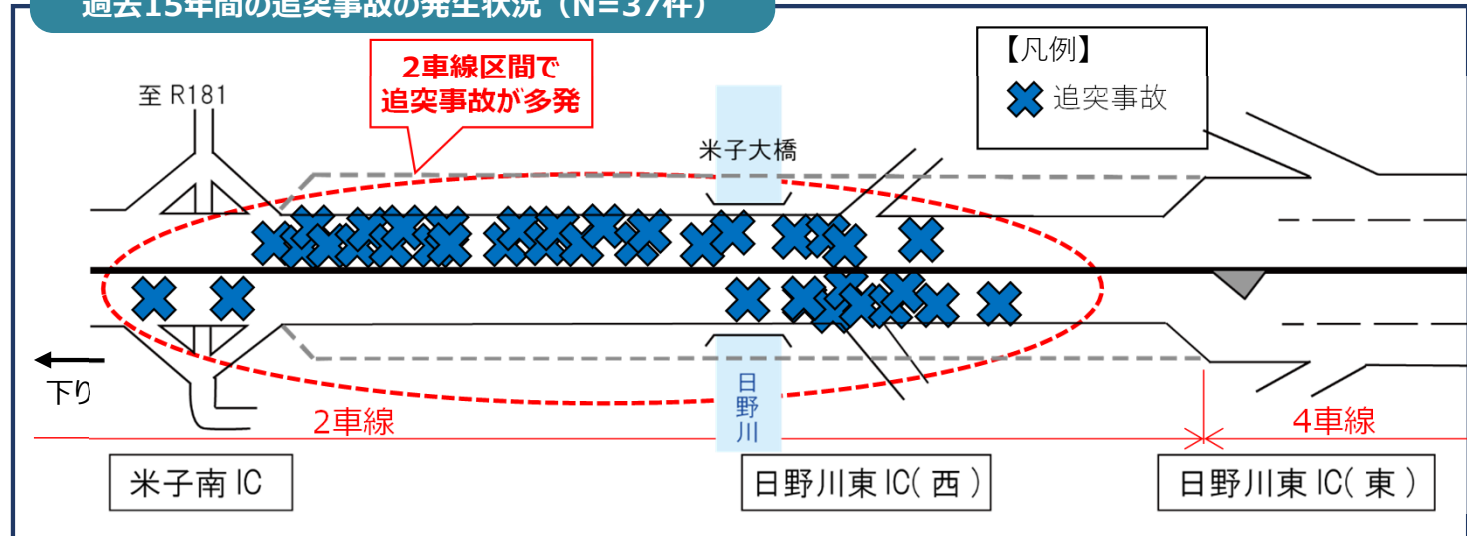 過去15年間の追突事故の発生状況（N=37件）
2車線区間で
追突事故が多発
【凡例】
追突事故
至 R181
米子大橋
下り
日野川
2車線
4車線
米子南 IC
日野川東 IC( 西 )
日野川東 IC( 東 )